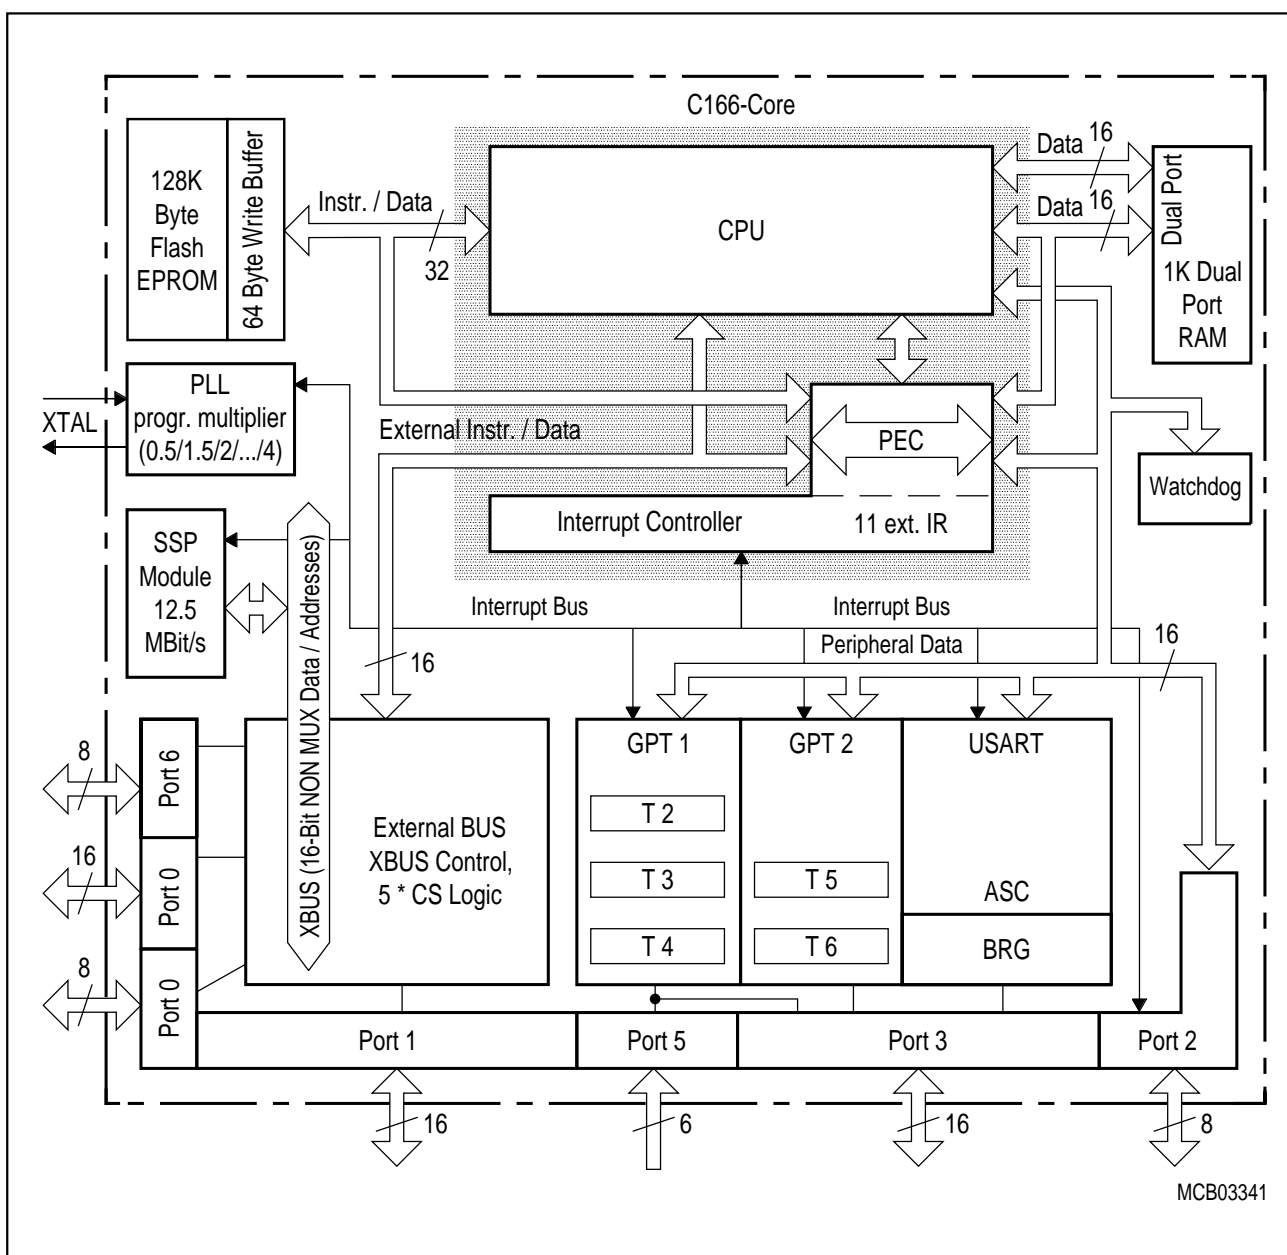 C166-Core
128K
Byte
Flash
EPROM
64 Byte Write Buffer
Instr. / Data
32
CPU
Data
16
Data
16
Dual Port
1K Dual
Port
RAM
PLL
progr. multiplier
(0.5/1.5/2/.../4)
XTAL
External Instr. / Data
PEC
Interrupt Controller
11 ext. IR
Watchdog
SSP
Module
12.5
MBit/s
XBUS (16-Bit NON MUX Data / Addresses)
Interrupt Bus
Interrupt Bus
Peripheral Data
16
16
8
Port 6
16
Port 0
8
Port 0
External BUS
XBUS Control,
5 * CS Logic
GPT 1
T 2
T 3
T 4
GPT 2
T 5
T 6
USART
ASC
BRG
Port 1
Port 5
Port 3
Port 2
16
6
16
8
MCB03341